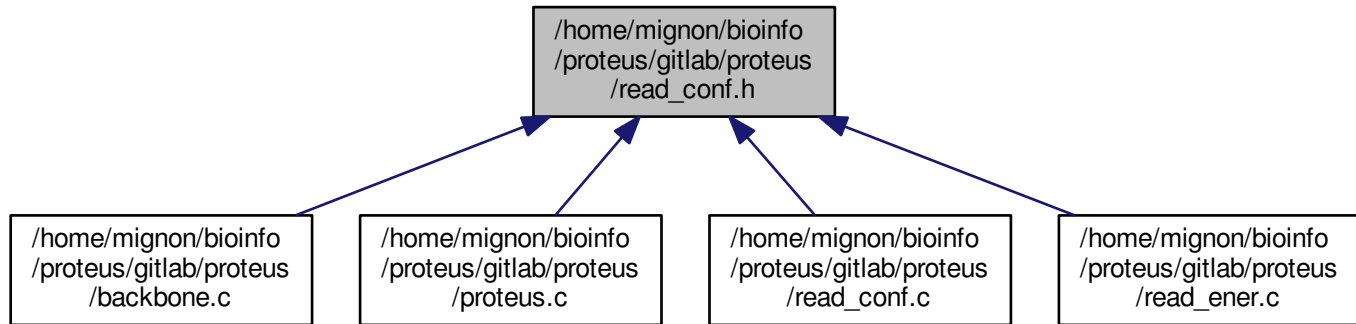 /home/mignon/bioinfo
/proteus/gitlab/proteus
/read_conf.h
/home/mignon/bioinfo
/proteus/gitlab/proteus
/backbone.c
/home/mignon/bioinfo
/proteus/gitlab/proteus
/proteus.c
/home/mignon/bioinfo
/proteus/gitlab/proteus
/read_conf.c
/home/mignon/bioinfo
/proteus/gitlab/proteus
/read_ener.c